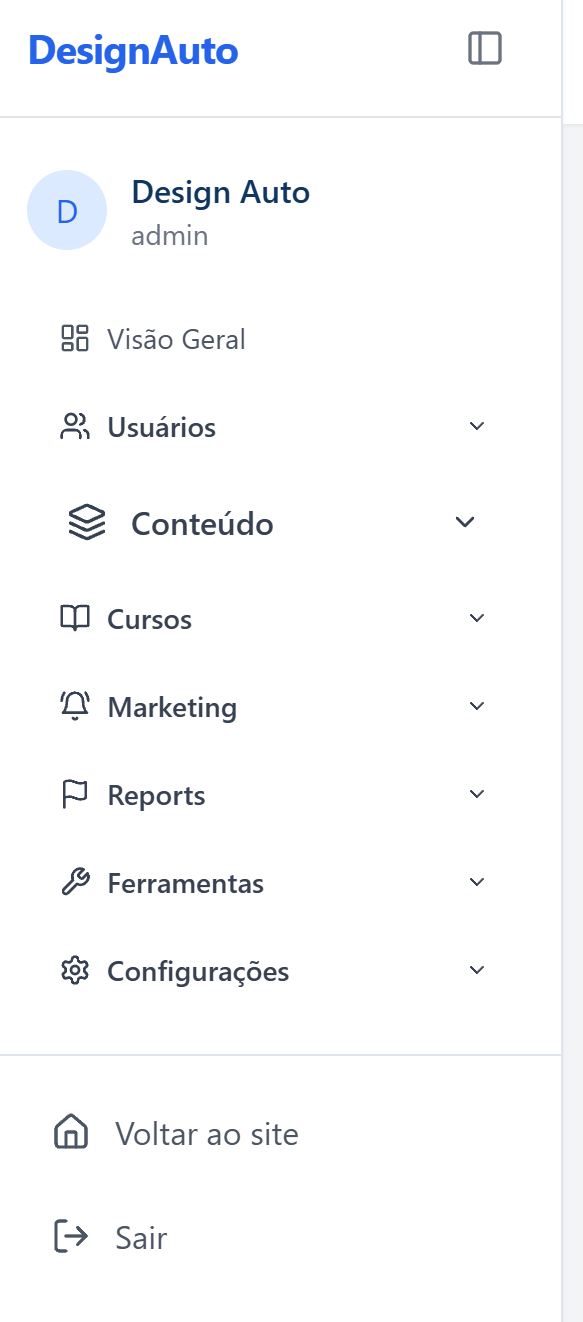 DesignAuto
D
Design Auto
admin
Visão Geral
Usuários
Conteúdo
Cursos
Marketing
Reports
Ferramentas
Configurações
Voltar ao site
Sair